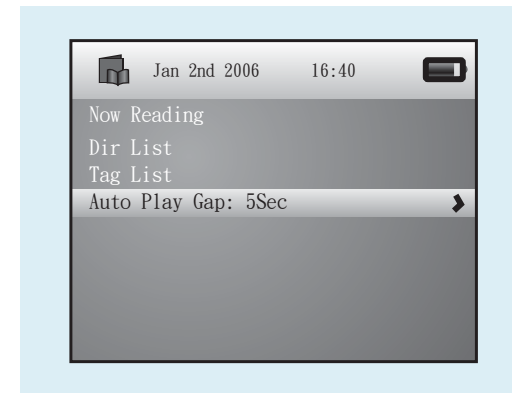 Jan 2nd 2006 16:40
Now Reading
Dir List
Tag List
Auto Play Gap: 5Sec